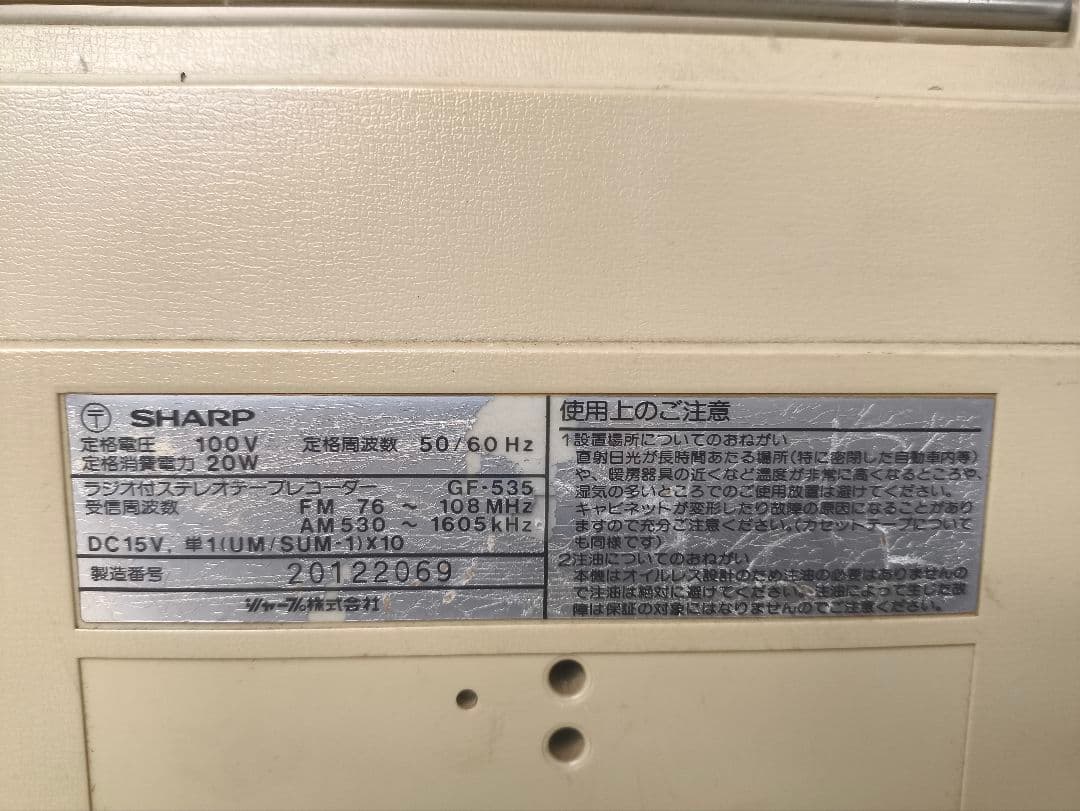 〒 SHARP
定格電圧 100V 定格周波数 50/60Hz
定格消費電力 20W
ラジオ付ステレオテープレコーダー GF-535
受信周波数 FM 76 ～ 108MHz
AM 530 ～ 1605kHz
DC15V, 単1(UM/SUM-1)×10
製造番号 20122069
シャープ株式会社
使用上のご注意
1 設置場所についてのおねがい
直射日光が長時間あたる場所(特に密閉した自動車内等)
や、暖房器具の近くなど温度が非常に高くなるところや、
湿気の多いところでのご使用放置は避けてください。
キャビネットが変形したり故障の原因になることがあり
ますので充分ご注意ください。(カセットテープについて
も同様です)
2 注油についてのおねがい
本機はオイルレス設計のため注油の必要はありませんの
で注油は絶対に避けてください。注油によって生じた故
障は保証の対象にはなりませんのでご注意ください。